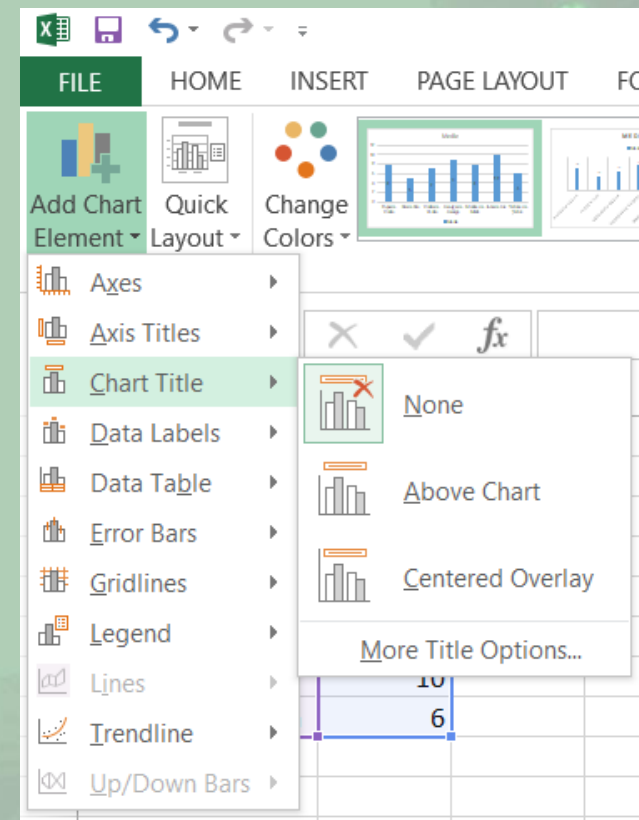 FILE HOME INSERT PAGE LAYOUT FO
Add Chart Element
Quick Layout
Change Colors
Axes
Axis Titles
Chart Title
Data Labels
Data Table
Error Bars
Gridlines
Legend
Lines
Trendline
Up/Down Bars
fx
None
Above Chart
Centered Overlay
More Title Options...
10
6